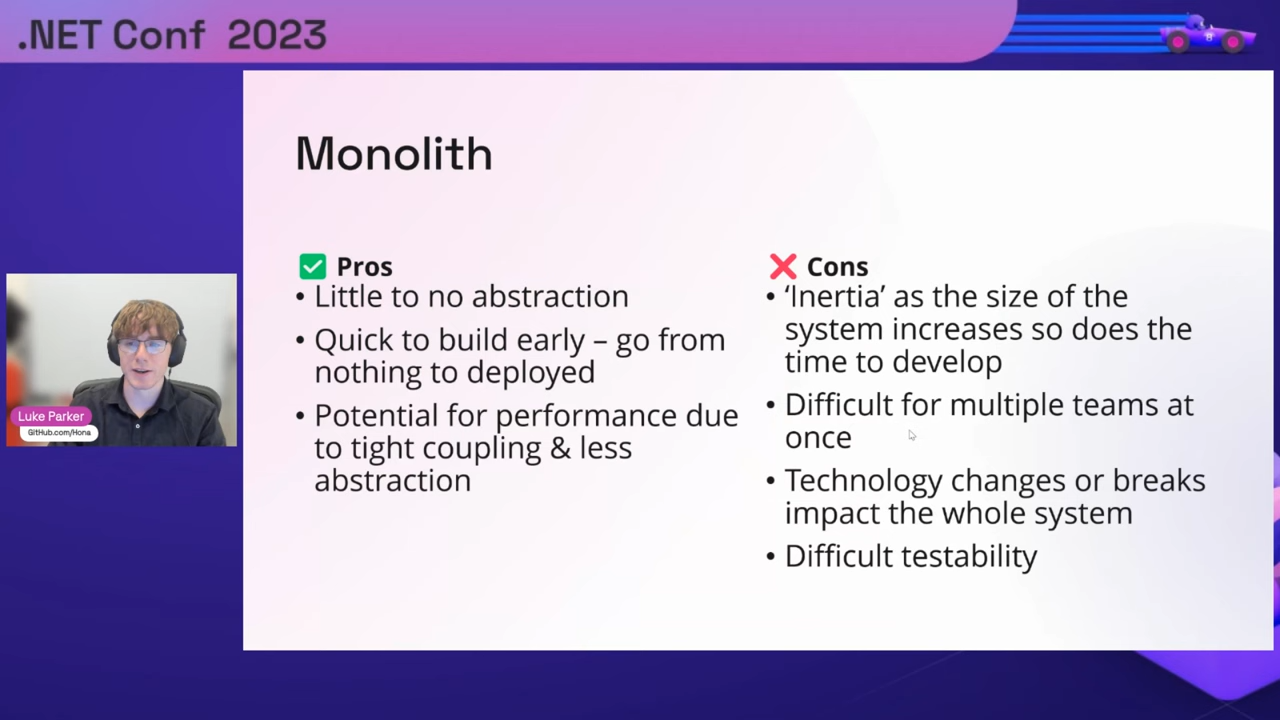 .NET Conf 2023
8
Monolith
✅ Pros
• Little to no abstraction
• Quick to build early – go from
nothing to deployed
• Potential for performance due
to tight coupling & less
abstraction
❌ Cons
• ‘Inertia’ as the size of the
system increases so does the
time to develop
• Difficult for multiple teams at
once
• Technology changes or breaks
impact the whole system
• Difficult testability
Luke Parker
GitHub.com/Hona